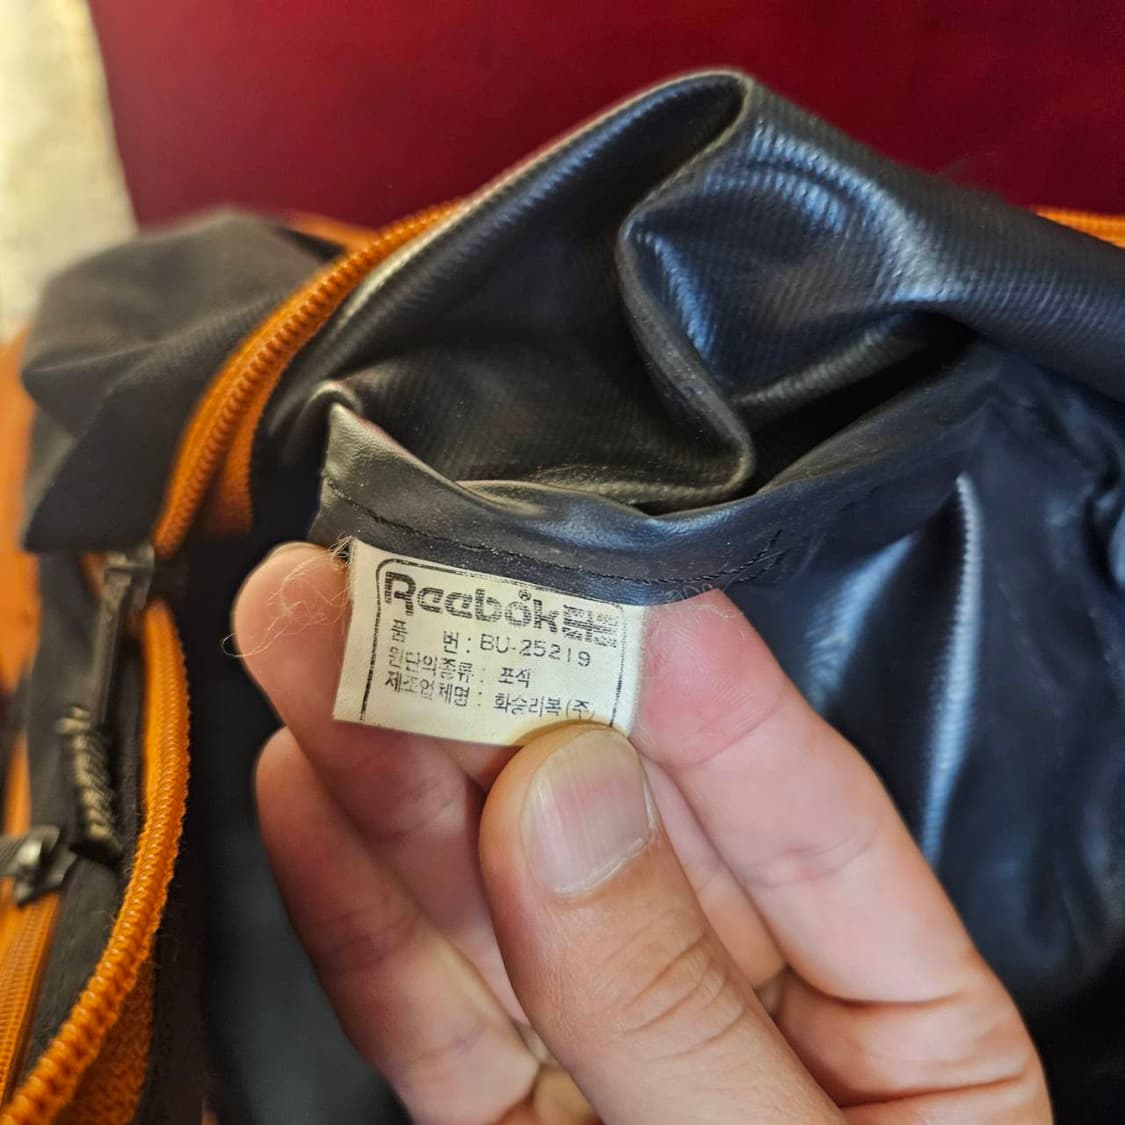 Reebok
품 번 : BU-25219
원단의종류 : 포직
제조업체명 : 화승리복(주)